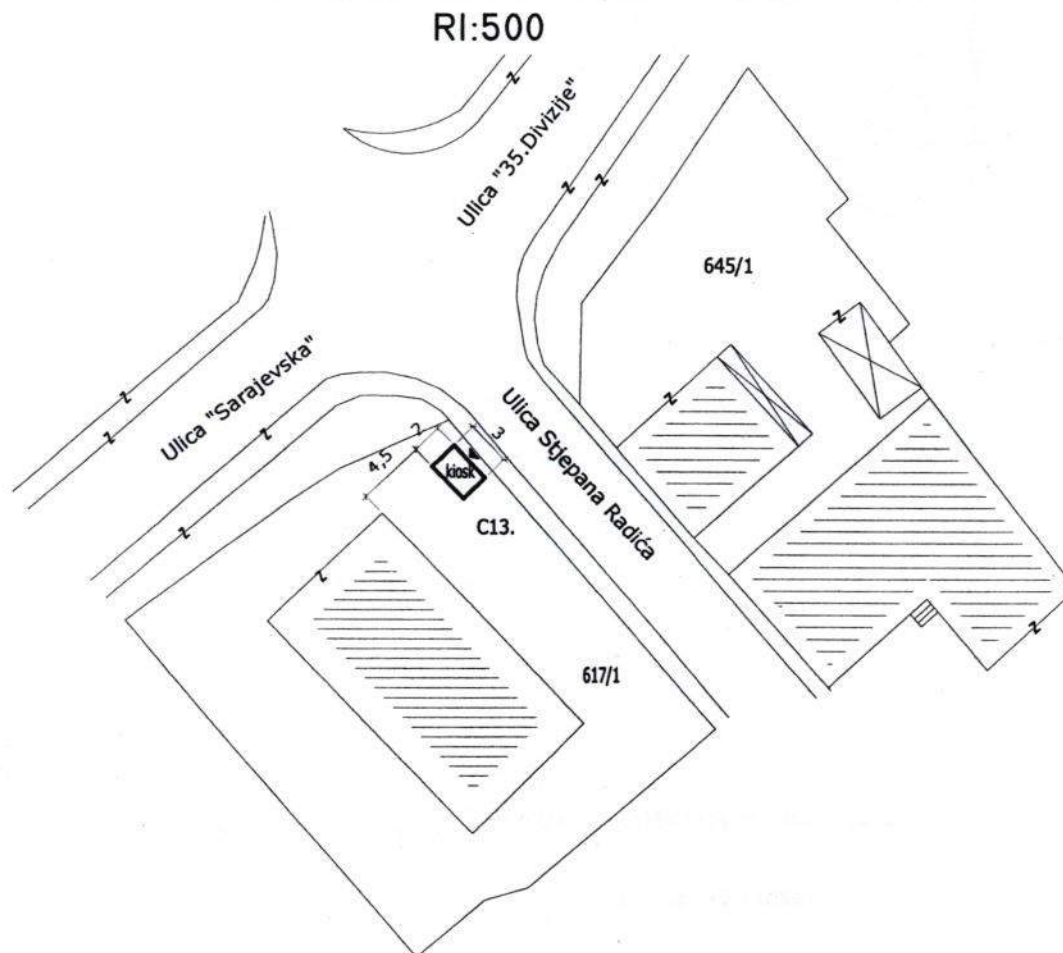 RI:500
Ulica "35.Divizije"
645/1
Ulica "Sarajevska"
Ulica Stjepana Radića
2
3
4,5
kiosk
C13.
617/1
z
z
z
z
z
z
z
z
z
z
z
z